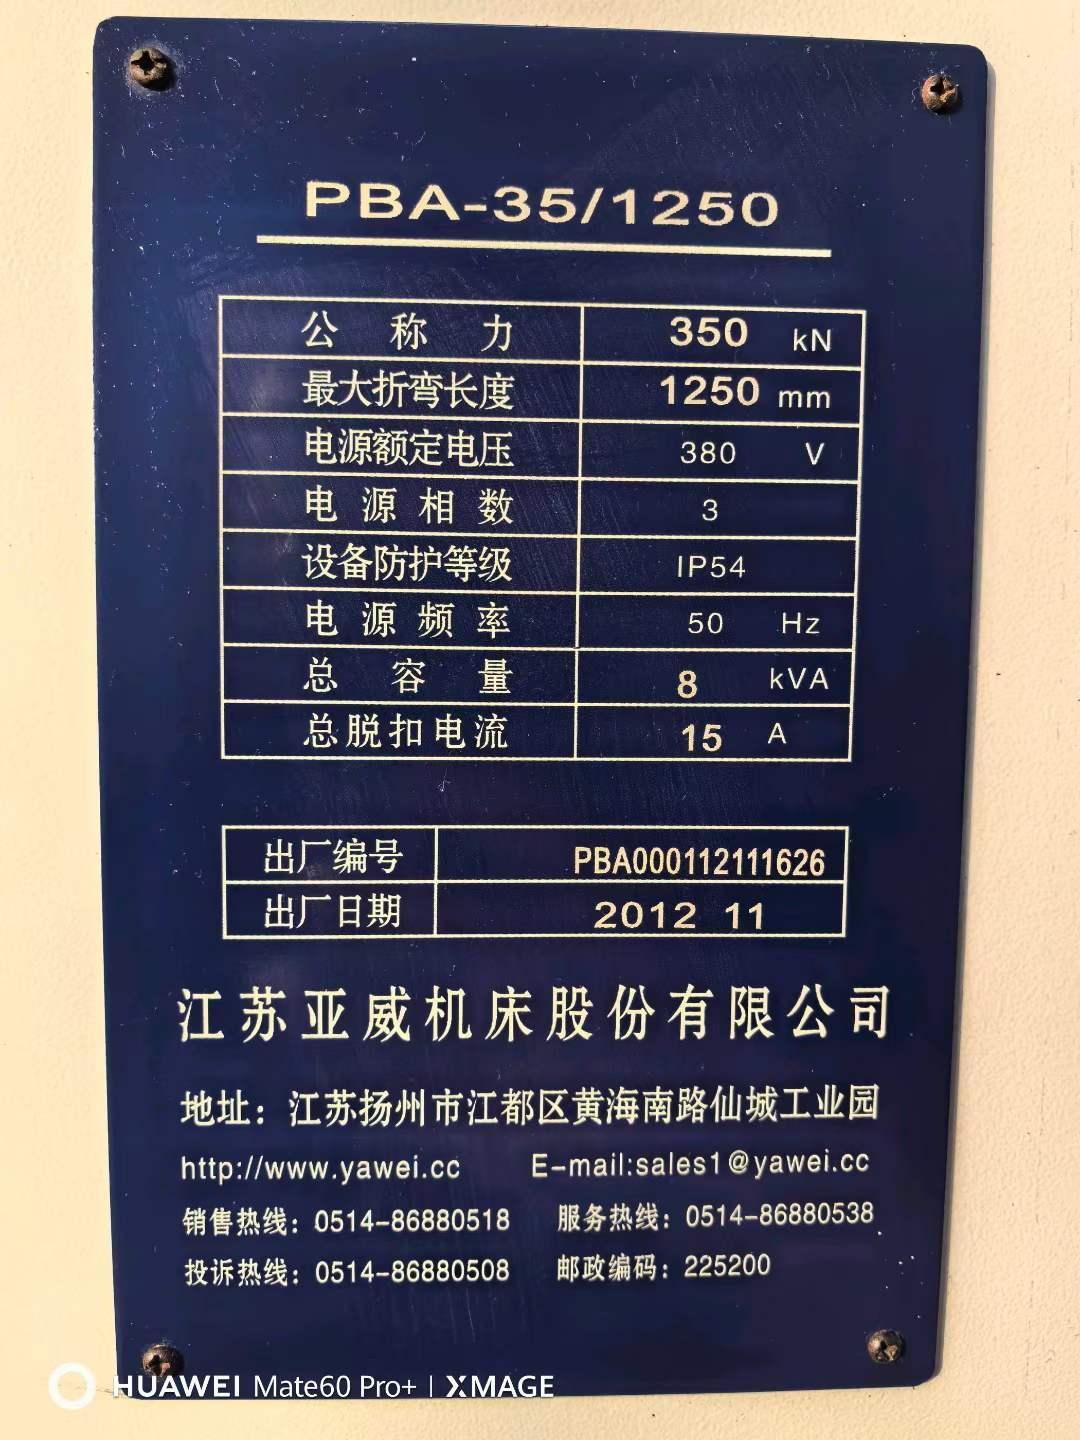 PBA-35/1250
公称力 350 kN
最大折弯长度 1250 mm
电源额定电压 380 V
电源相数 3
设备防护等级 IP54
电源频率 50 Hz
总容量 8 kVA
总脱扣电流 15 A
出厂编号 PBA000112111626
出厂日期 2012 11
江苏亚威机床股份有限公司
地址：江苏扬州市江都区黄海南路仙城工业园
http://www.yawei.cc E-mail:sales1@yawei.cc
销售热线：0514-86880518 服务热线：0514-86880538
投诉热线：0514-86880508 邮政编码：225200
HUAWEI Mate60 Pro+ | XMAGE